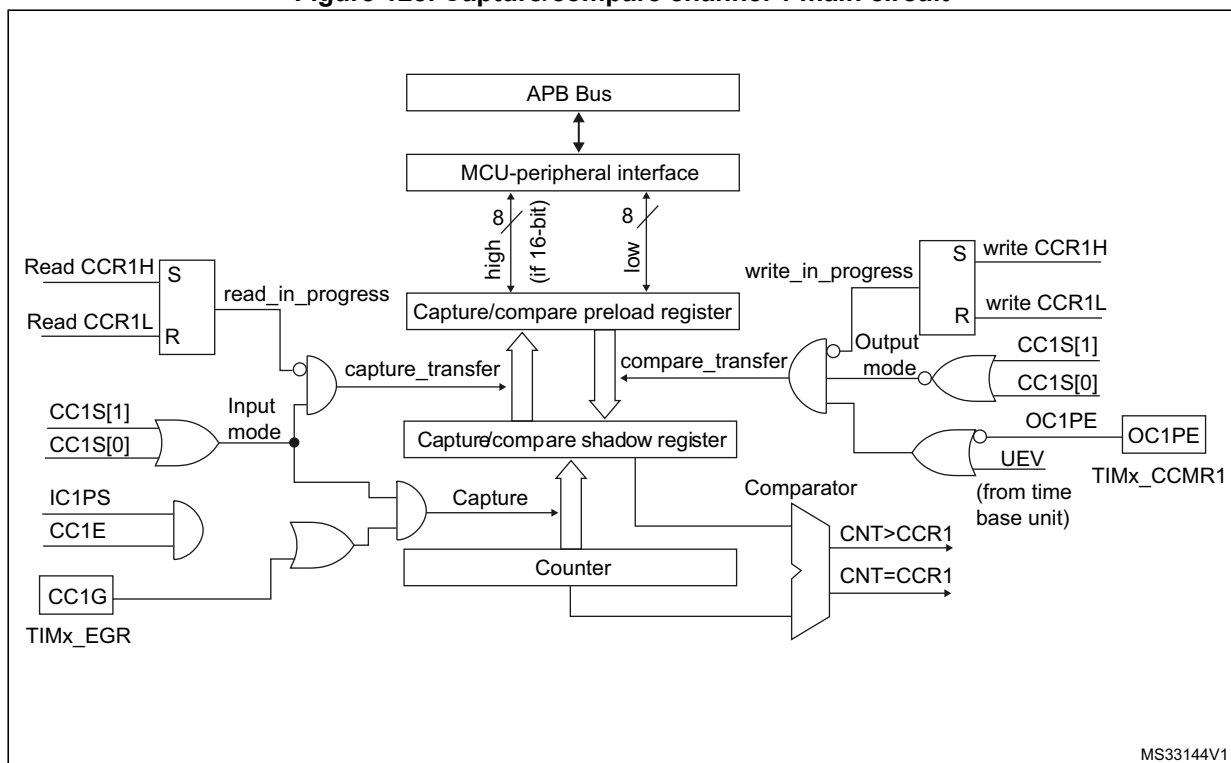 Figure 125. Capture/compare channel 1 main circuit
APB Bus
MCU-peripheral interface
8
high
(if 16-bit)
8
low
Read CCR1H
S
read_in_progress
Read CCR1L
R
write_in_progress
S
write CCR1H
R
write CCR1L
Capture/compare preload register
capture_transfer
compare_transfer
Output
mode
CC1S[1]
CC1S[0]
CC1S[1]
CC1S[0]
Input
mode
Capture/compare shadow register
OC1PE
OC1PE
UEV
TIMx_CCMR1
(from time
base unit)
IC1PS
CC1E
Capture
Comparator
CNT>CCR1
Counter
CNT=CCR1
CC1G
TIMx_EGR
MS33144V1